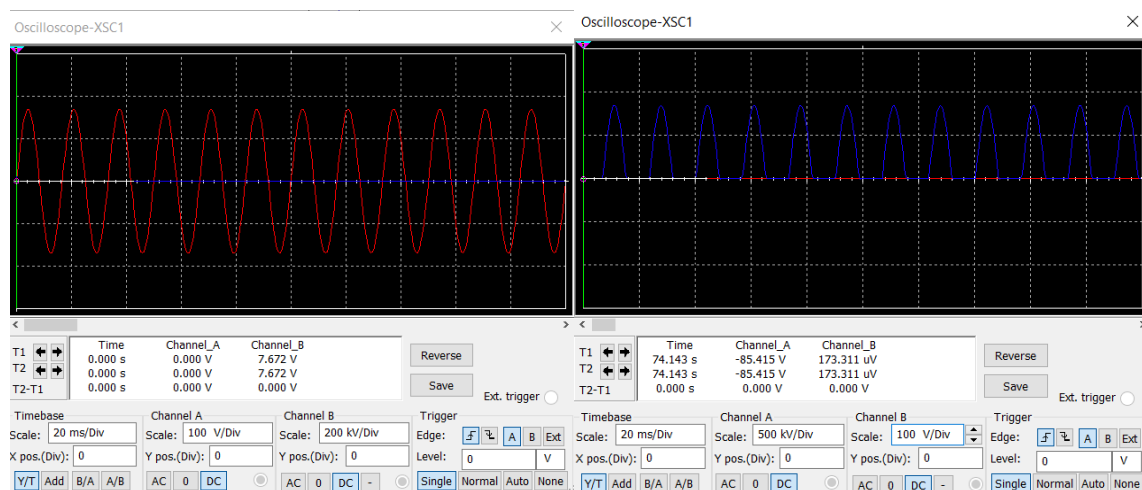 Oscilloscope-XSC1
Time Channel_A Channel_B
T1 0.000 s 0.000 V 7.672 V
T2 0.000 s 0.000 V 7.672 V
T2-T1 0.000 s 0.000 V 0.000 V
Reverse
Save
Ext. trigger
Timebase
Scale: 20 ms/Div
X pos.(Div): 0
Y/T Add B/A A/B
Channel A
Scale: 100 V/Div
Y pos.(Div): 0
AC 0 DC
Channel B
Scale: 200 kV/Div
Y pos.(Div): 0
AC 0 DC -
Trigger
Edge: A B Ext
Level: 0 V
Single Normal Auto None
Oscilloscope-XSC1
Time Channel_A Channel_B
T1 74.143 s -85.415 V 173.311 uV
T2 74.143 s -85.415 V 173.311 uV
T2-T1 0.000 s 0.000 V 0.000 V
Reverse
Save
Ext. trigger
Timebase
Scale: 20 ms/Div
X pos.(Div): 0
Y/T Add B/A A/B
Channel A
Scale: 500 kV/Div
Y pos.(Div): 0
AC 0 DC
Channel B
Scale: 100 V/Div
Y pos.(Div): 0
AC 0 DC -
Trigger
Edge: A B Ext
Level: 0 V
Single Normal Auto None